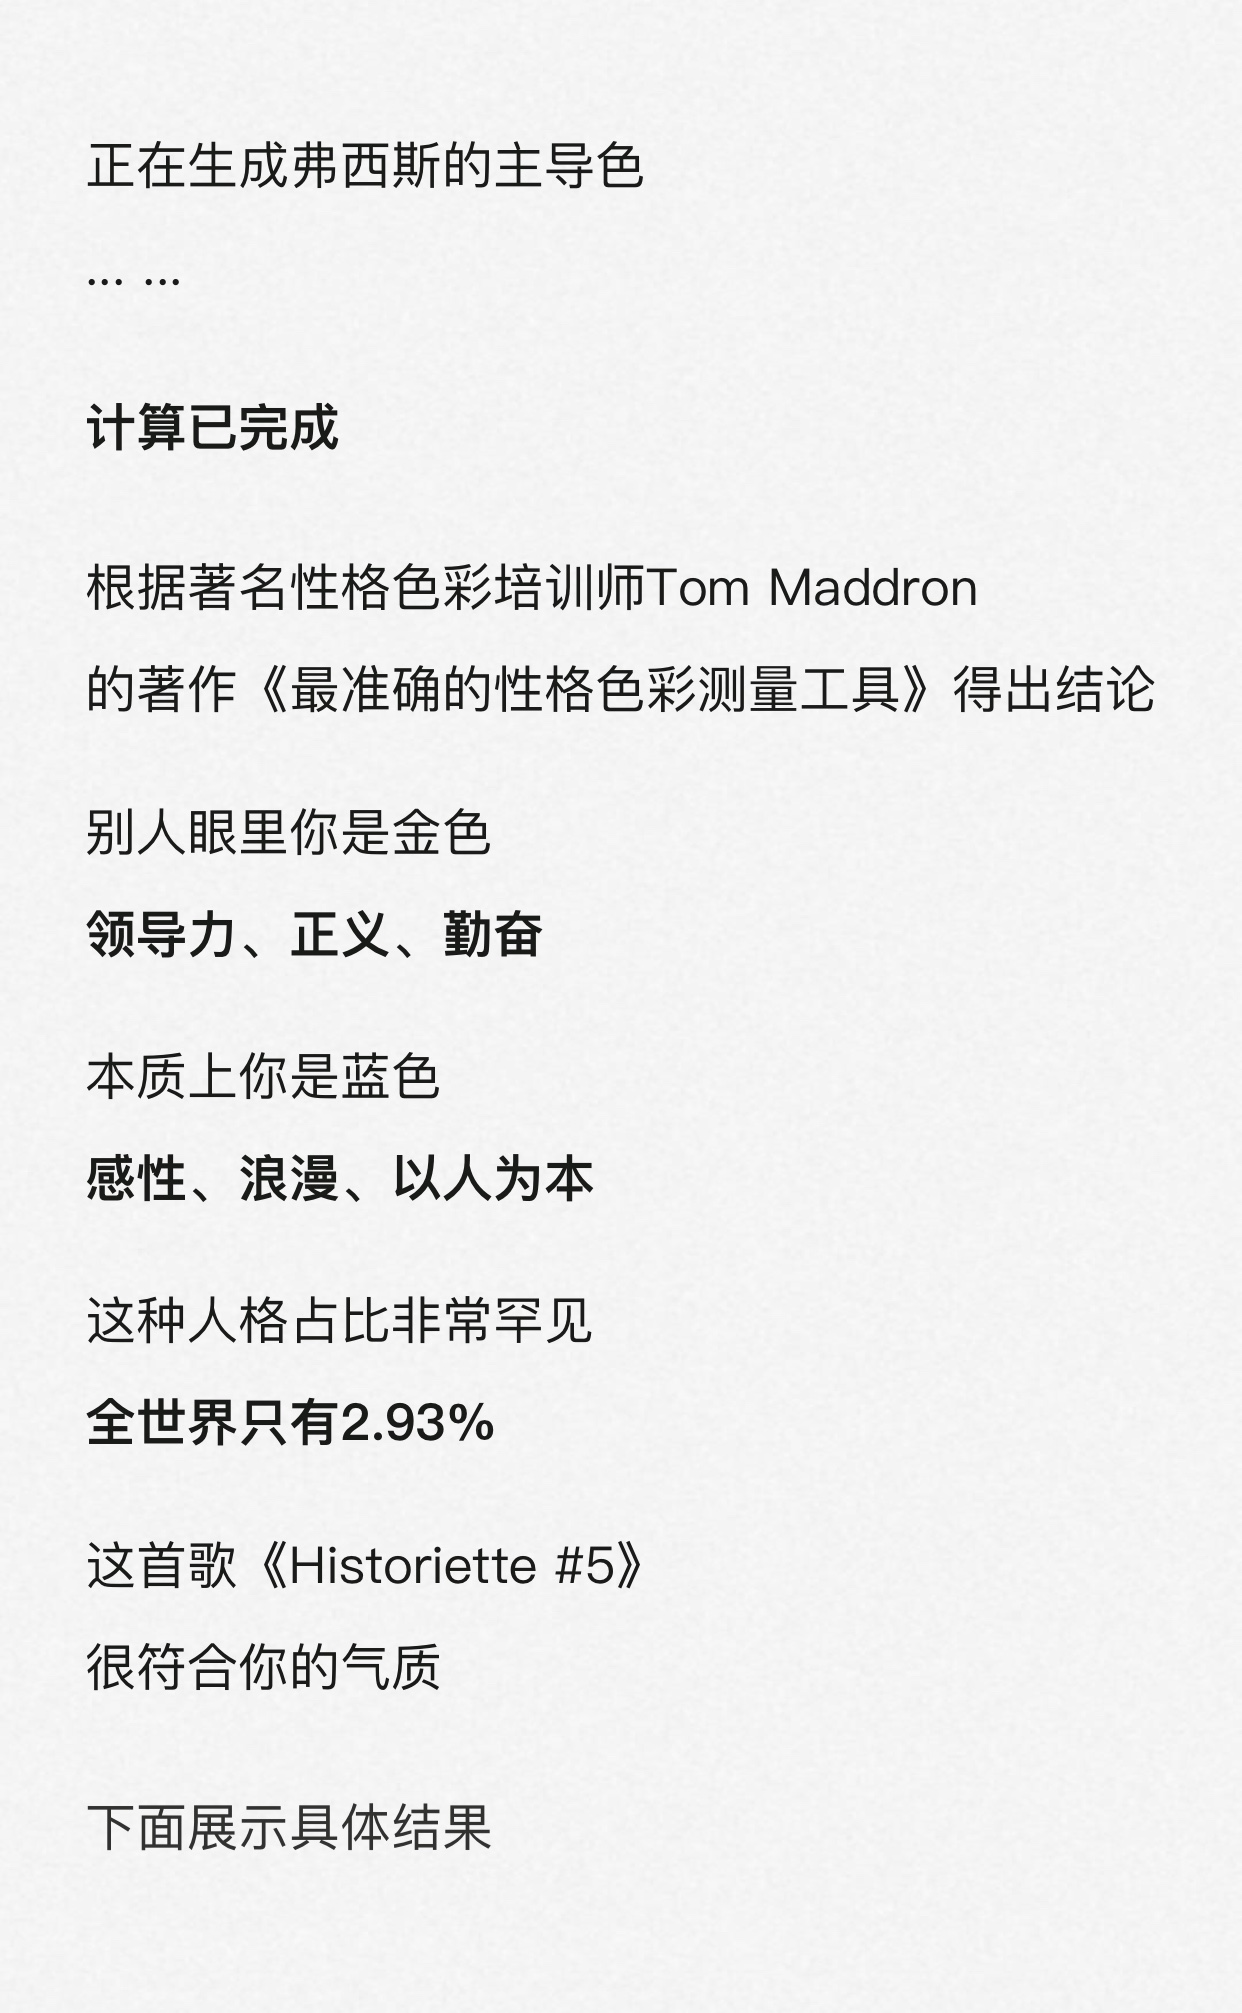 正在生成弗西斯的主导色
... ...
计算已完成
根据著名性格色彩培训师Tom Maddron
的著作《最准确的性格色彩测量工具》得出结论
别人眼里你是金色
领导力、正义、勤奋
本质上你是蓝色
感性、浪漫、以人为本
这种人格占比非常罕见
全世界只有2.93%
这首歌《Historiette #5》
很符合你的气质
下面展示具体结果